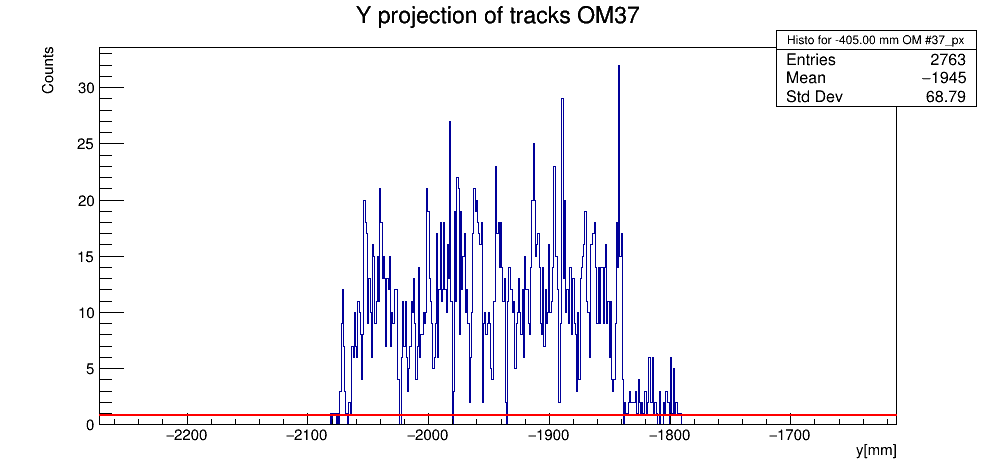 Y projection of tracks OM37
Histo for -405.00 mm OM #37_px
Entries 2763
Mean −1945
Std Dev 68.79
Counts
30
25
20
15
10
5
0
−2200 −2100 −2000 −1900 −1800 −1700
y[mm]